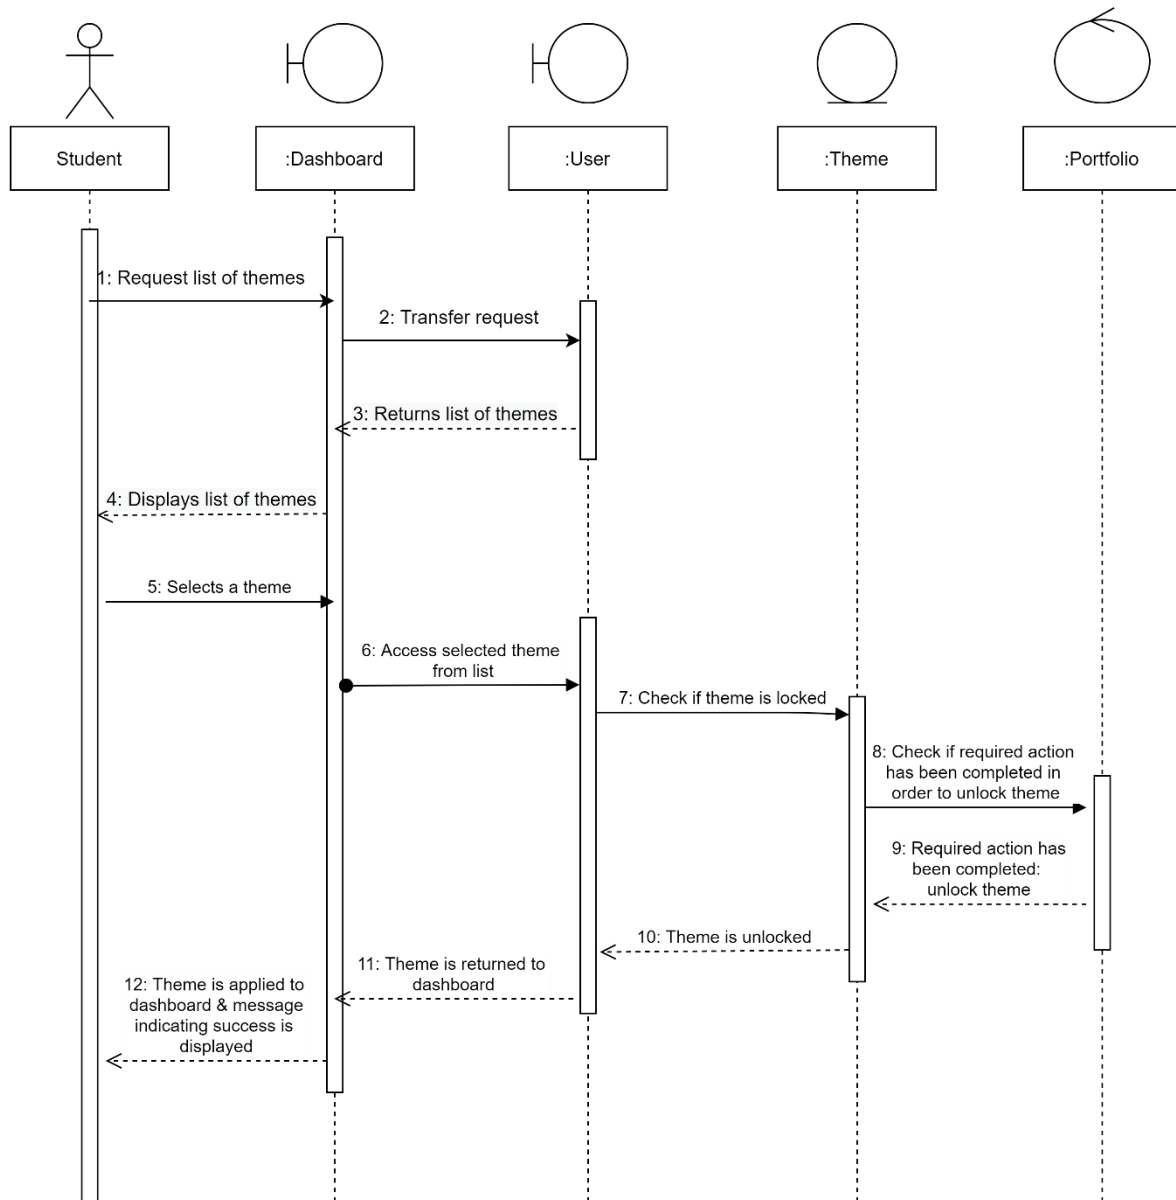 Student
:Dashboard
:User
:Theme
:Portfolio
1: Request list of themes
2: Transfer request
3: Returns list of themes
4: Displays list of themes
5: Selects a theme
6: Access selected theme
from list
7: Check if theme is locked
8: Check if required action
has been completed in
order to unlock theme
9: Required action has
been completed:
unlock theme
10: Theme is unlocked
11: Theme is returned to
dashboard
12: Theme is applied to
dashboard & message
indicating success is
displayed